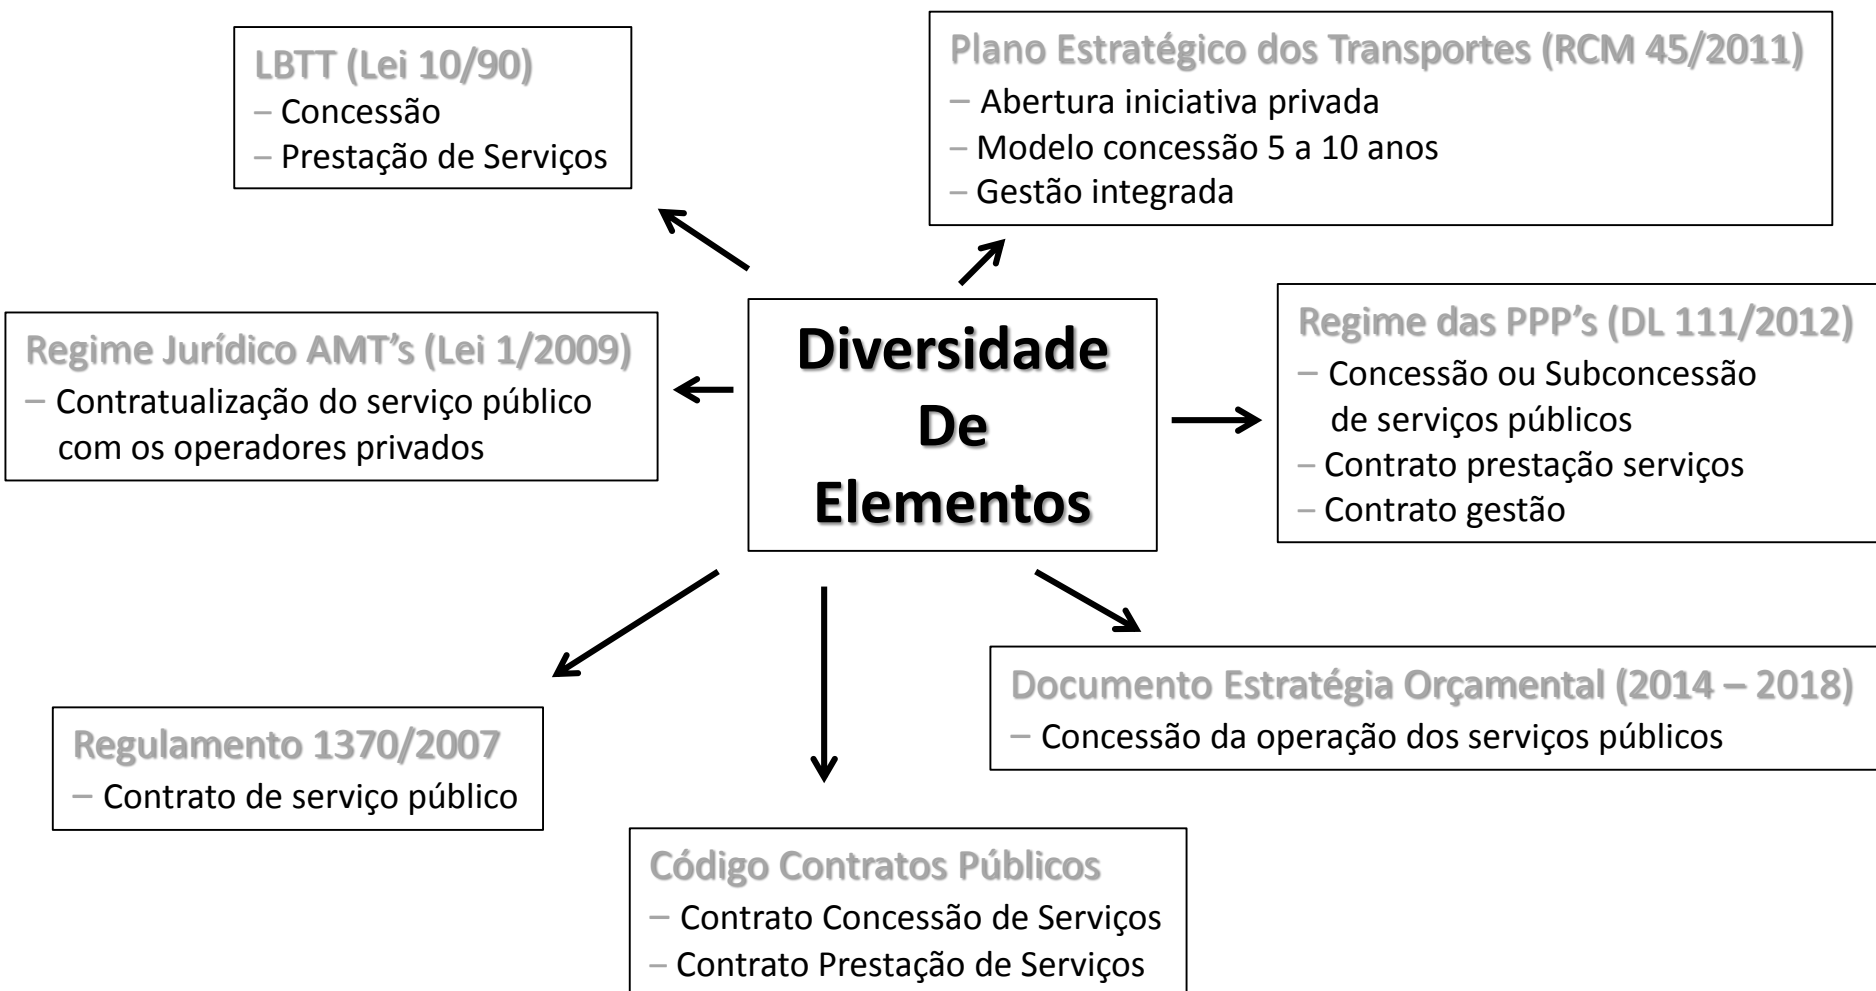 LBTT (Lei 10/90)
– Concessão
– Prestação de Serviços
Plano Estratégico dos Transportes (RCM 45/2011)
– Abertura iniciativa privada
– Modelo concessão 5 a 10 anos
– Gestão integrada
Regime Jurídico AMT’s (Lei 1/2009)
– Contratualização do serviço público
com os operadores privados
Diversidade
De
Elementos
Regime das PPP’s (DL 111/2012)
– Concessão ou Subconcessão
de serviços públicos
– Contrato prestação serviços
– Contrato gestão
Regulamento 1370/2007
– Contrato de serviço público
Código Contratos Públicos
– Contrato Concessão de Serviços
– Contrato Prestação de Serviços
Documento Estratégia Orçamental (2014 – 2018)
– Concessão da operação dos serviços públicos